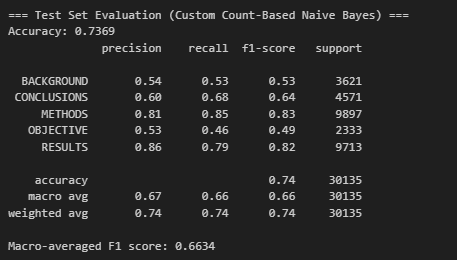 === Test Set Evaluation (Custom Count-Based Naive Bayes) ===
Accuracy: 0.7369
precision recall f1-score support
BACKGROUND 0.54 0.53 0.53 3621
CONCLUSIONS 0.60 0.68 0.64 4571
METHODS 0.81 0.85 0.83 9897
OBJECTIVE 0.53 0.46 0.49 2333
RESULTS 0.86 0.79 0.82 9713
accuracy 0.74 30135
macro avg 0.67 0.66 0.66 30135
weighted avg 0.74 0.74 0.74 30135
Macro-averaged F1 score: 0.6634